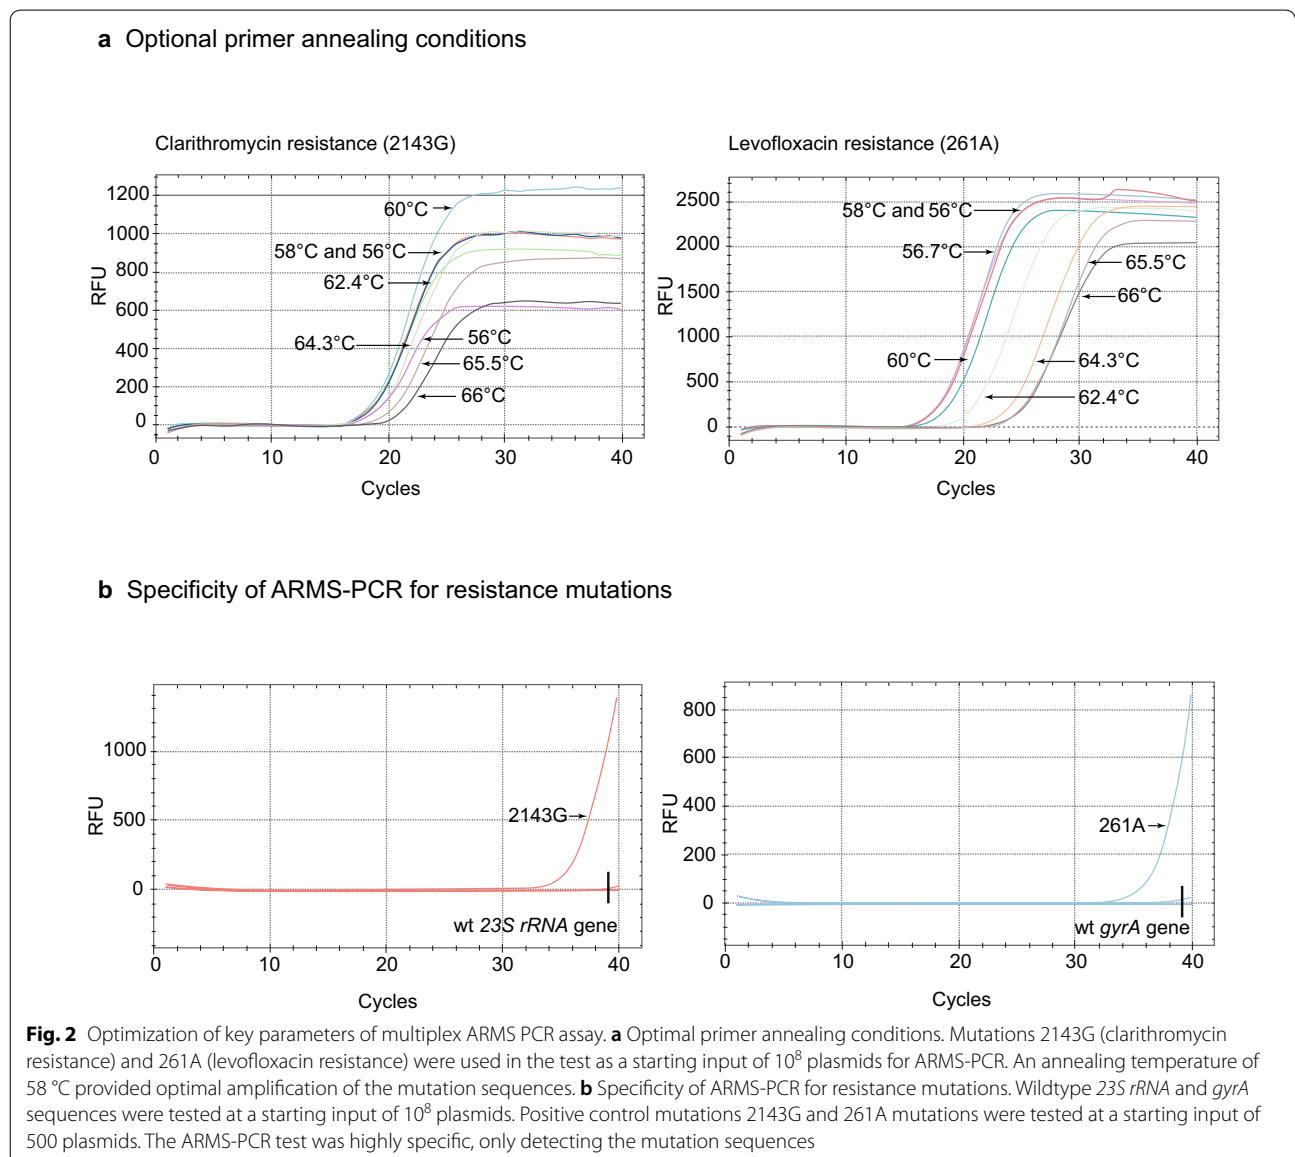 a Optional primer annealing conditions
Clarithromycin resistance (2143G)
Levofloxacin resistance (261A)
1200
1000
800
600
400
200
0
RFU
60°C
58°C and 56°C
62.4°C
64.3°C
56°C
65.5°C
66°C
0
10
20
30
40
Cycles
2500
2000
1500
1000
500
0
RFU
58°C and 56°C
56.7°C
65.5°C
66°C
60°C
64.3°C
62.4°C
0
10
20
30
40
Cycles
b Specificity of ARMS-PCR for resistance mutations
1000
500
0
RFU
2143G
wt 23S rRNA gene
0
10
20
30
40
Cycles
800
600
400
200
0
RFU
261A
wt gyrA gene
0
10
20
30
40
Cycles
Fig. 2 Optimization of key parameters of multiplex ARMS PCR assay. a Optimal primer annealing conditions. Mutations 2143G (clarithromycin
resistance) and 261A (levofloxacin resistance) were used in the test as a starting input of 10⁸ plasmids for ARMS-PCR. An annealing temperature of
58 °C provided optimal amplification of the mutation sequences. b Specificity of ARMS-PCR for resistance mutations. Wildtype 23S rRNA and gyrA
sequences were tested at a starting input of 10⁸ plasmids. Positive control mutations 2143G and 261A mutations were tested at a starting input of
500 plasmids. The ARMS-PCR test was highly specific, only detecting the mutation sequences